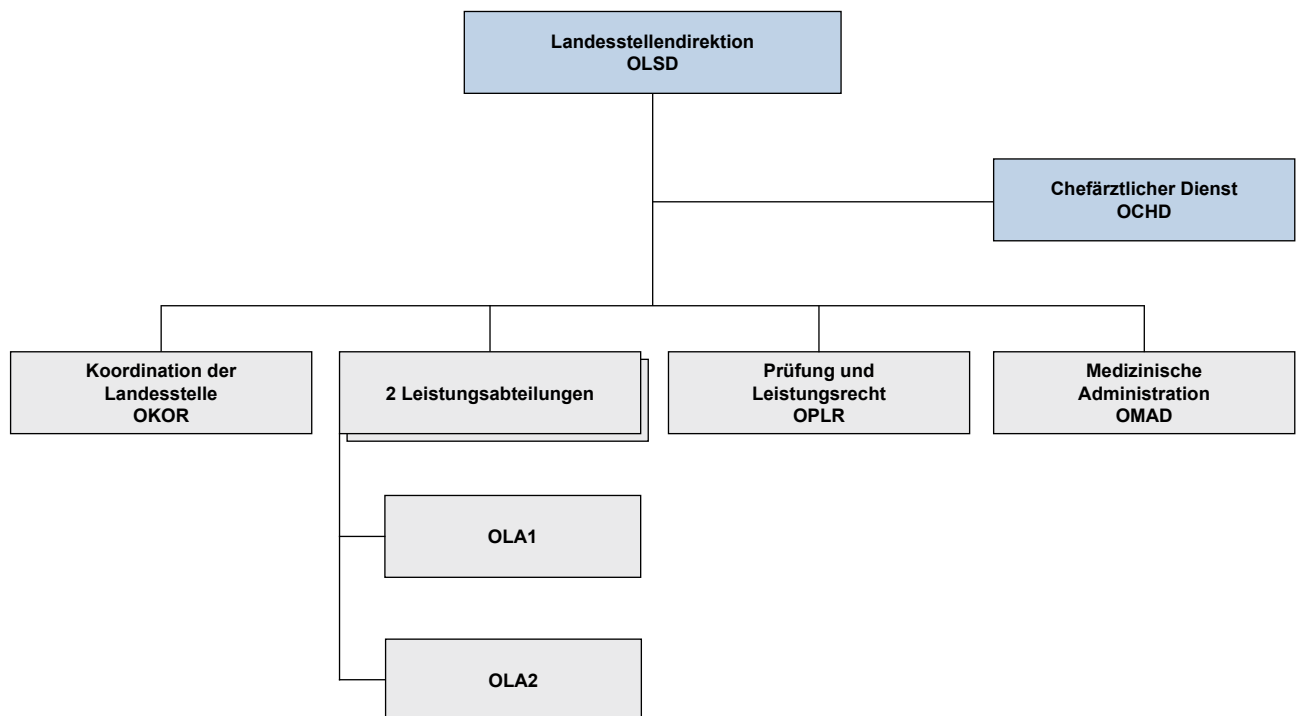 Landesstellendirektion
OLSD
Chefärztlicher Dienst
OCHD
Koordination der
Landesstelle
OKOR
2 Leistungsabteilungen
Prüfung und
Leistungsrecht
OPLR
Medizinische
Administration
OMAD
OLA1
OLA2